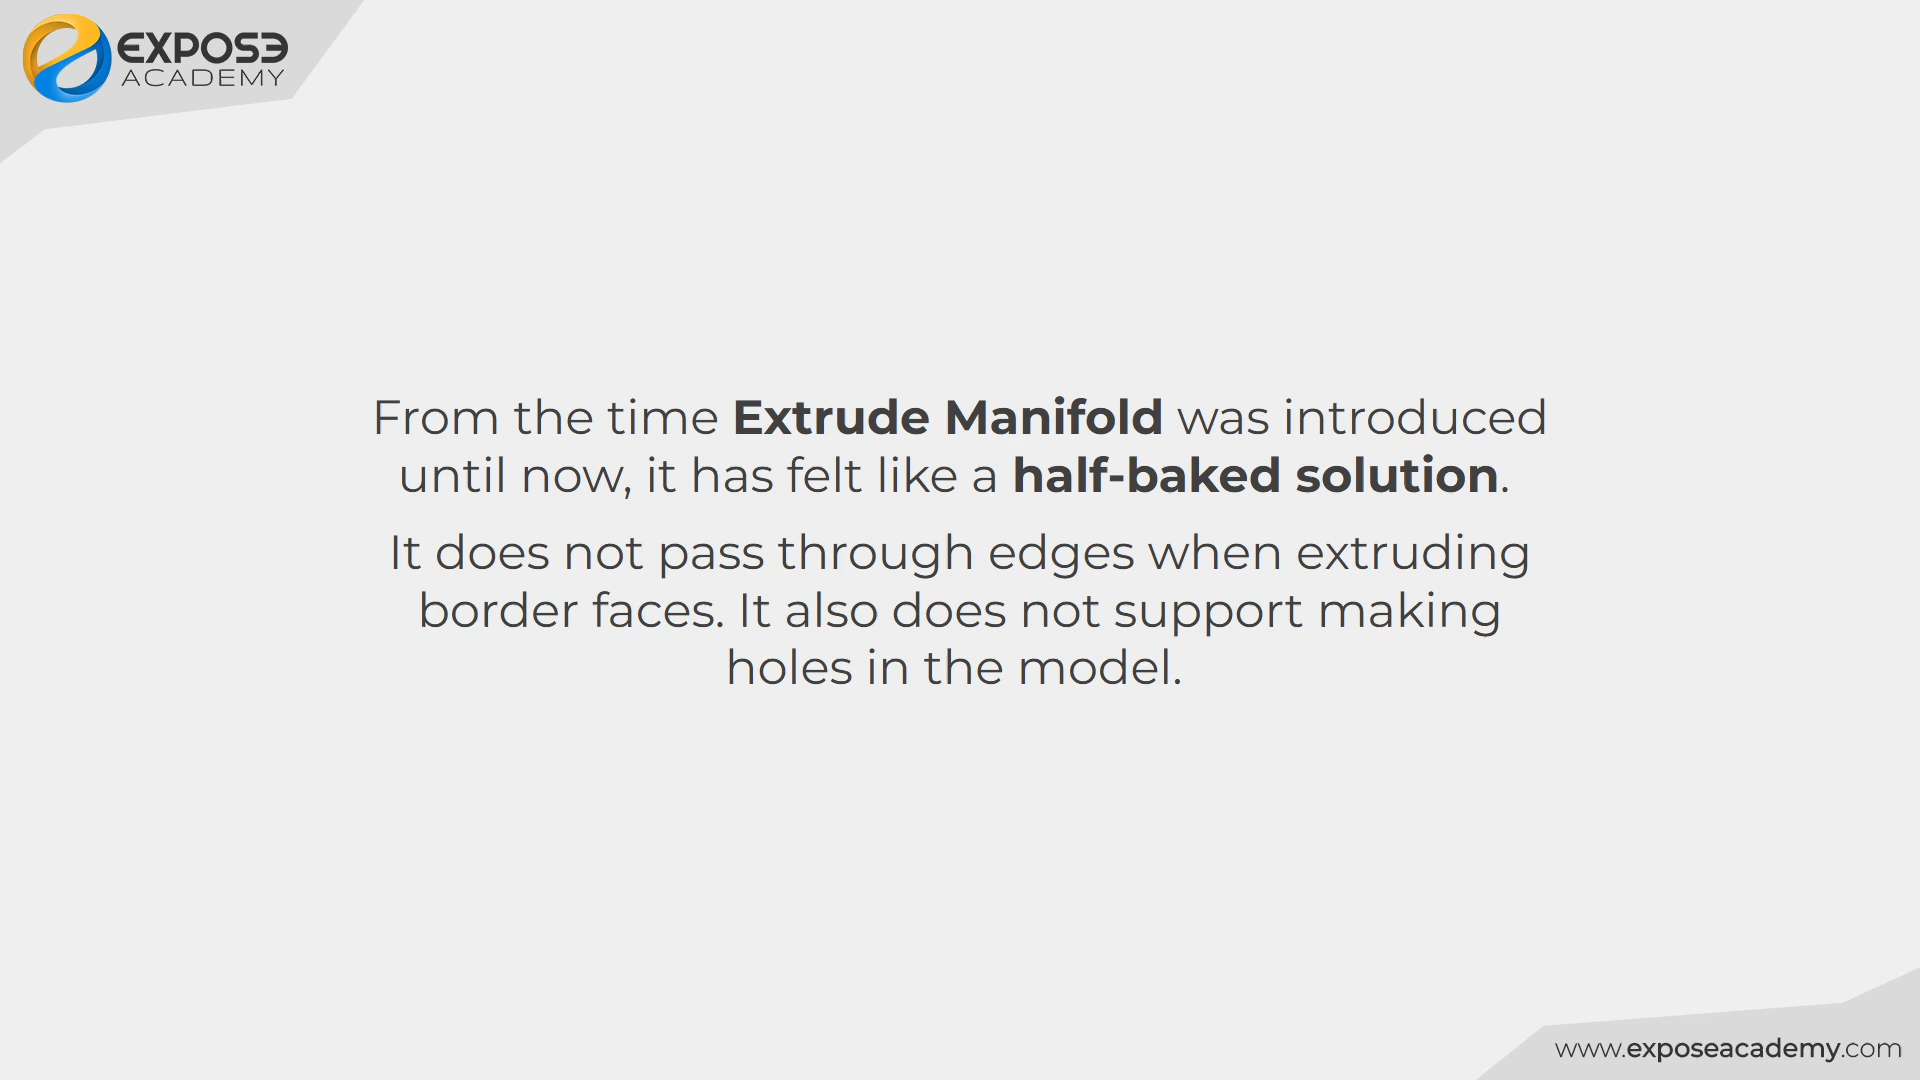 EXPOSE
ACADEMY
From the time Extrude Manifold was introduced
until now, it has felt like a half-baked solution.
It does not pass through edges when extruding
border faces. It also does not support making
holes in the model.
www.exposeacademy.com